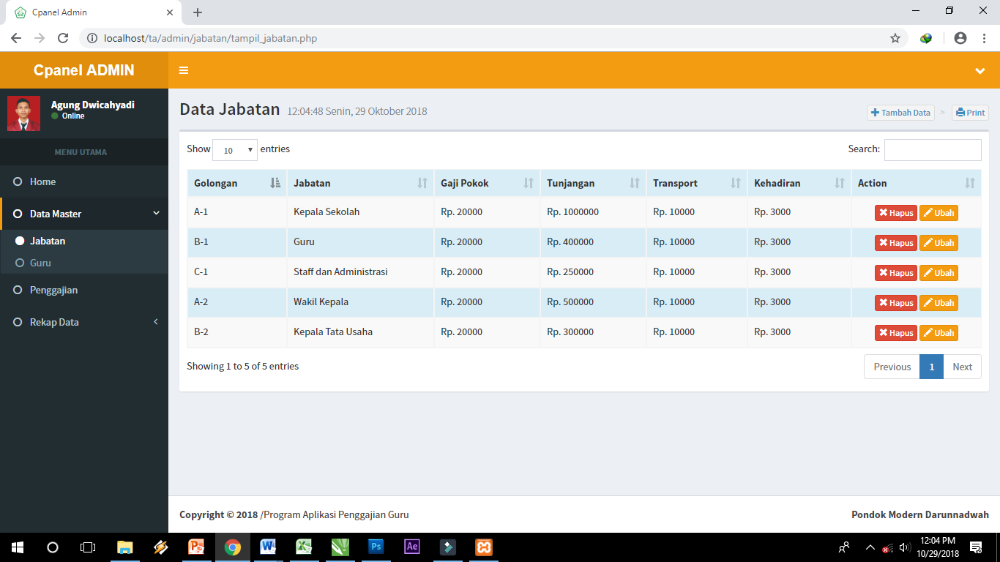 Cpanel Admin
localhost/ta/admin/jabatan/tampil_jabatan.php
Cpanel ADMIN
Agung Dwicahyadi
Online
MENU UTAMA
Home
Data Master
Jabatan
Guru
Penggajian
Rekap Data
Data Jabatan 12:04:48 Senin, 29 Oktober 2018
Tambah Data > Print
Show 10 entries Search:
Golongan Jabatan Gaji Pokok Tunjangan Transport Kehadiran Action
A-1 Kepala Sekolah Rp. 20000 Rp. 1000000 Rp. 10000 Rp. 3000 Hapus Ubah
B-1 Guru Rp. 20000 Rp. 400000 Rp. 10000 Rp. 3000 Hapus Ubah
C-1 Staff dan Administrasi Rp. 20000 Rp. 250000 Rp. 10000 Rp. 3000 Hapus Ubah
A-2 Wakil Kepala Rp. 20000 Rp. 500000 Rp. 10000 Rp. 3000 Hapus Ubah
B-2 Kepala Tata Usaha Rp. 20000 Rp. 300000 Rp. 10000 Rp. 3000 Hapus Ubah
Showing 1 to 5 of 5 entries Previous 1 Next
Copyright © 2018 /Program Aplikasi Penggajian Guru Pondok Modern Darunnadwah
Ps
Ae
12:04 PM
10/29/2018